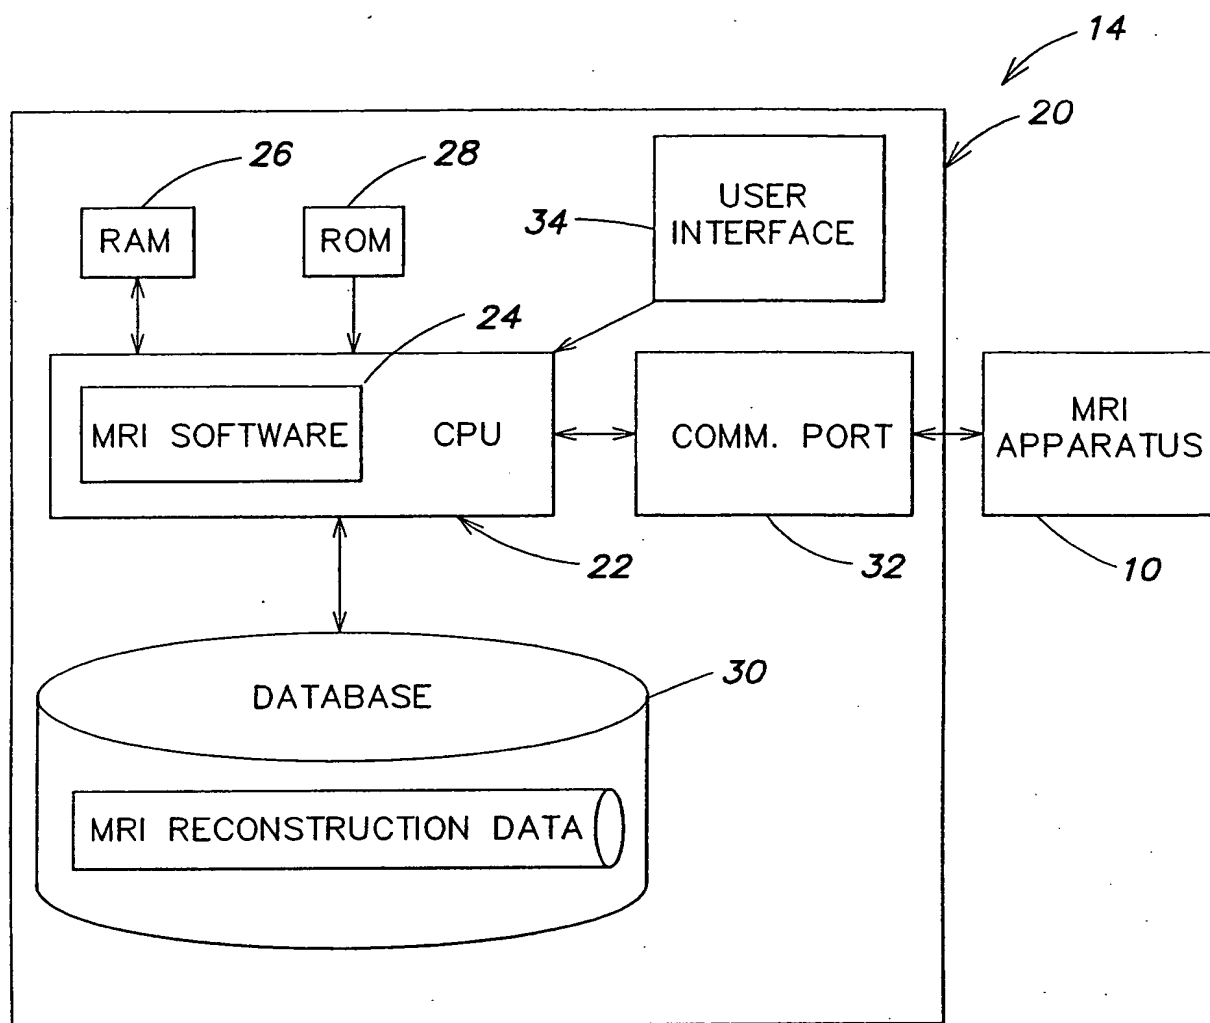 14
20
26
28
USER
INTERFACE
34
RAM
ROM
24
MRI SOFTWARE
CPU
COMM. PORT
MRI
APPARATUS
22
32
10
DATABASE
30
MRI RECONSTRUCTION DATA